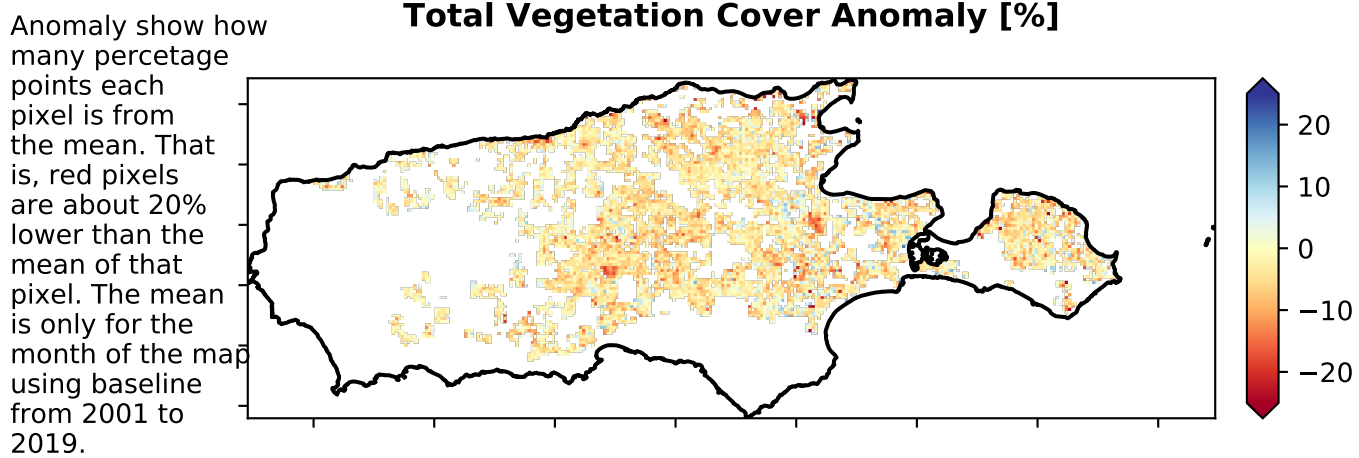 Total Vegetation Cover Anomaly [%]
Anomaly show how
many percetage
points each
pixel is from
the mean. That
is, red pixels
are about 20%
lower than the
mean of that
pixel. The mean
is only for the
month of the map
using baseline
from 2001 to
2019.
20
10
0
−10
−20